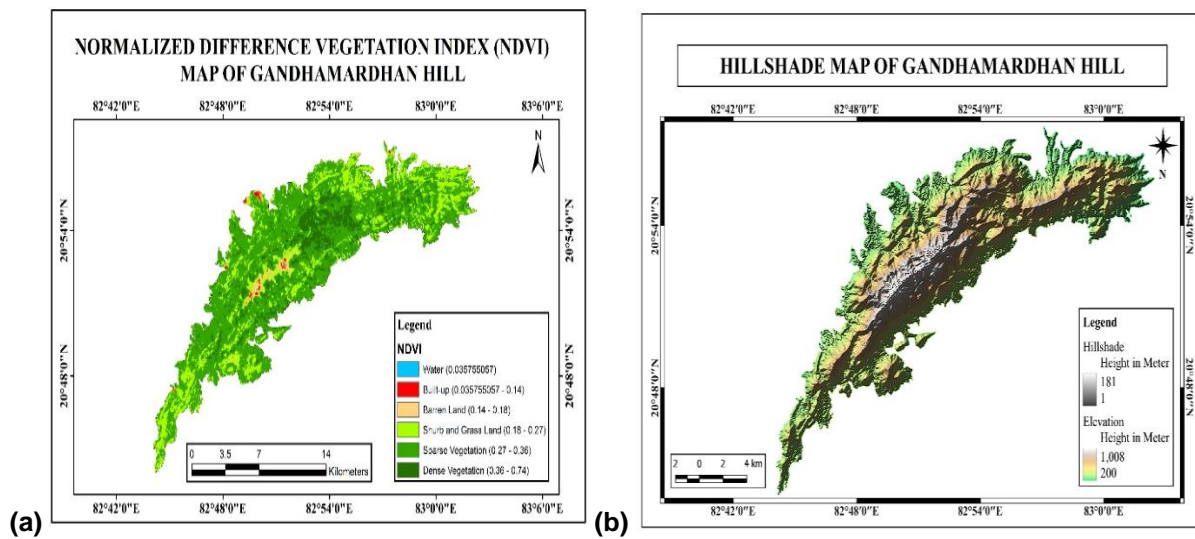 NORMALIZED DIFFERENCE VEGETATION INDEX (NDVI)
MAP OF GANDHAMARDHAN HILL
82°42'0"E 82°48'0"E 82°54'0"E 83°0'0"E 83°6'0"E
N
20°54'0"N 20°54'0"N
20°48'0"N 20°48'0"N
Legend
NDVI
Water (0.035755057)
Built-up (0.035755057 - 0.14)
Barren Land (0.14 - 0.18)
Shurb and Grass Land (0.18 - 0.27)
Sparse Vegetation (0.27 - 0.36)
Dense Vegetation (0.36 - 0.74)
0 3.5 7 14
Kilometers
82°42'0"E 82°48'0"E 82°54'0"E 83°0'0"E 83°6'0"E
(a)
HILLSHADE MAP OF GANDHAMARDHAN HILL
82°42'0"E 82°48'0"E 82°54'0"E 83°0'0"E
N
20°54'0"N 20°54'0"N
20°48'0"N 20°48'0"N
Legend
Hillshade
Height in Meter
181
1
Elevation
Height in Meter
1,008
200
2 0 2 4 km
82°42'0"E 82°48'0"E 82°54'0"E 83°0'0"E
(b)